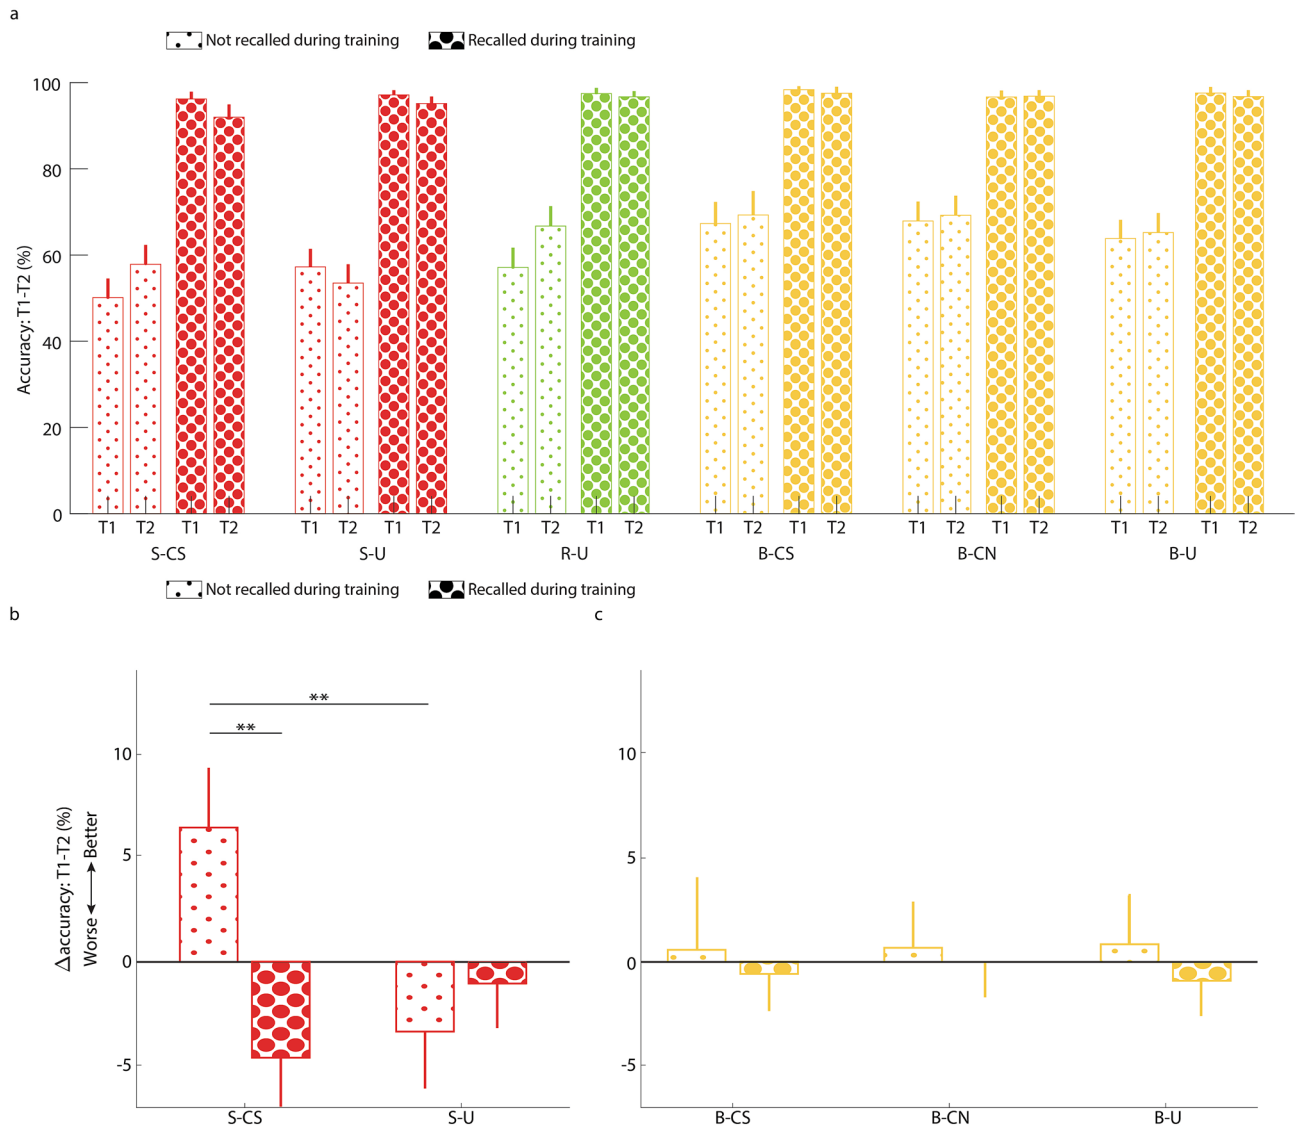 a
Not recalled during training Recalled during training
100
80
60
40
20
0
Accuracy: T1-T2 (%)
T1 T2 T1 T2 T1 T2 T1 T2 T1 T2 T1 T2 T1 T2 T1 T2 T1 T2 T1 T2 T1 T2 T1 T2
S-CS S-U R-U B-CS B-CN B-U
Not recalled during training Recalled during training
b
**
**
10
5
0
-5
Δaccuracy: T1-T2 (%)
Worse ↔ Better
S-CS S-U
c
10
5
0
-5
B-CS B-CN B-U